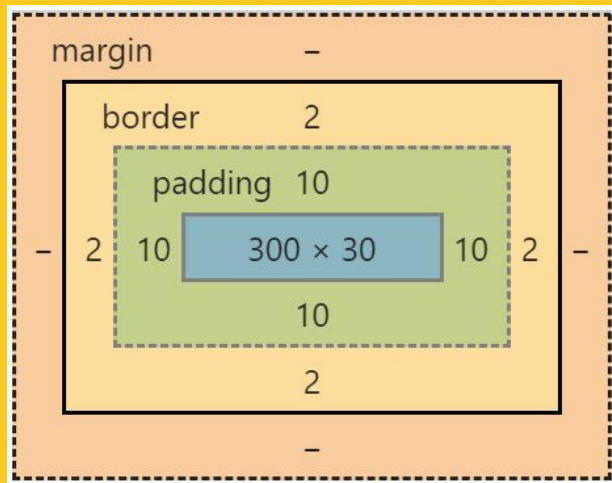 margin –
border 2
padding 10
– 2 10 300 × 30 10 2 –
10
2
–